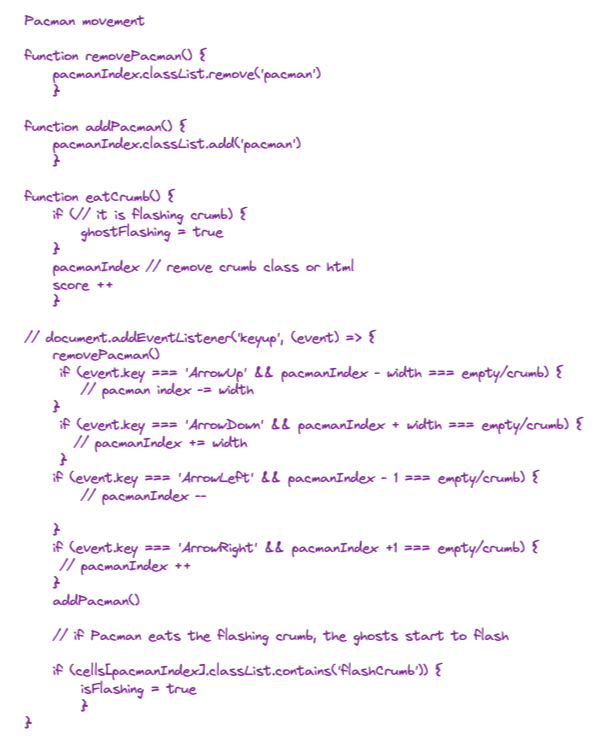 Pacman movement
function removePacman() {
pacmanIndex.classList.remove('pacman')
}
function addPacman() {
pacmanIndex.classList.add('pacman')
}
function eatCrumb() {
if (// it is flashing crumb) {
ghostFlashing = true
}
pacmanIndex // remove crumb class or html
score ++
}
// document.addEventListener('keyup', (event) => {
removePacman()
if (event.key === 'ArrowUp' && pacmanIndex - width === empty/crumb) {
// pacman index -= width
}
if (event.key === 'ArrowDown' && pacmanIndex + width === empty/crumb) {
// pacmanIndex += width
}
if (event.key === 'ArrowLeft' && pacmanIndex - 1 === empty/crumb) {
// pacmanIndex --
}
if (event.key === 'ArrowRight' && pacmanIndex +1 === empty/crumb) {
// pacmanIndex ++
}
addPacman()
// if Pacman eats the flashing crumb, the ghosts start to flash
if (cells[pacmanIndex].classList.contains('flashCrumb')) {
isFlashing = true
}
}